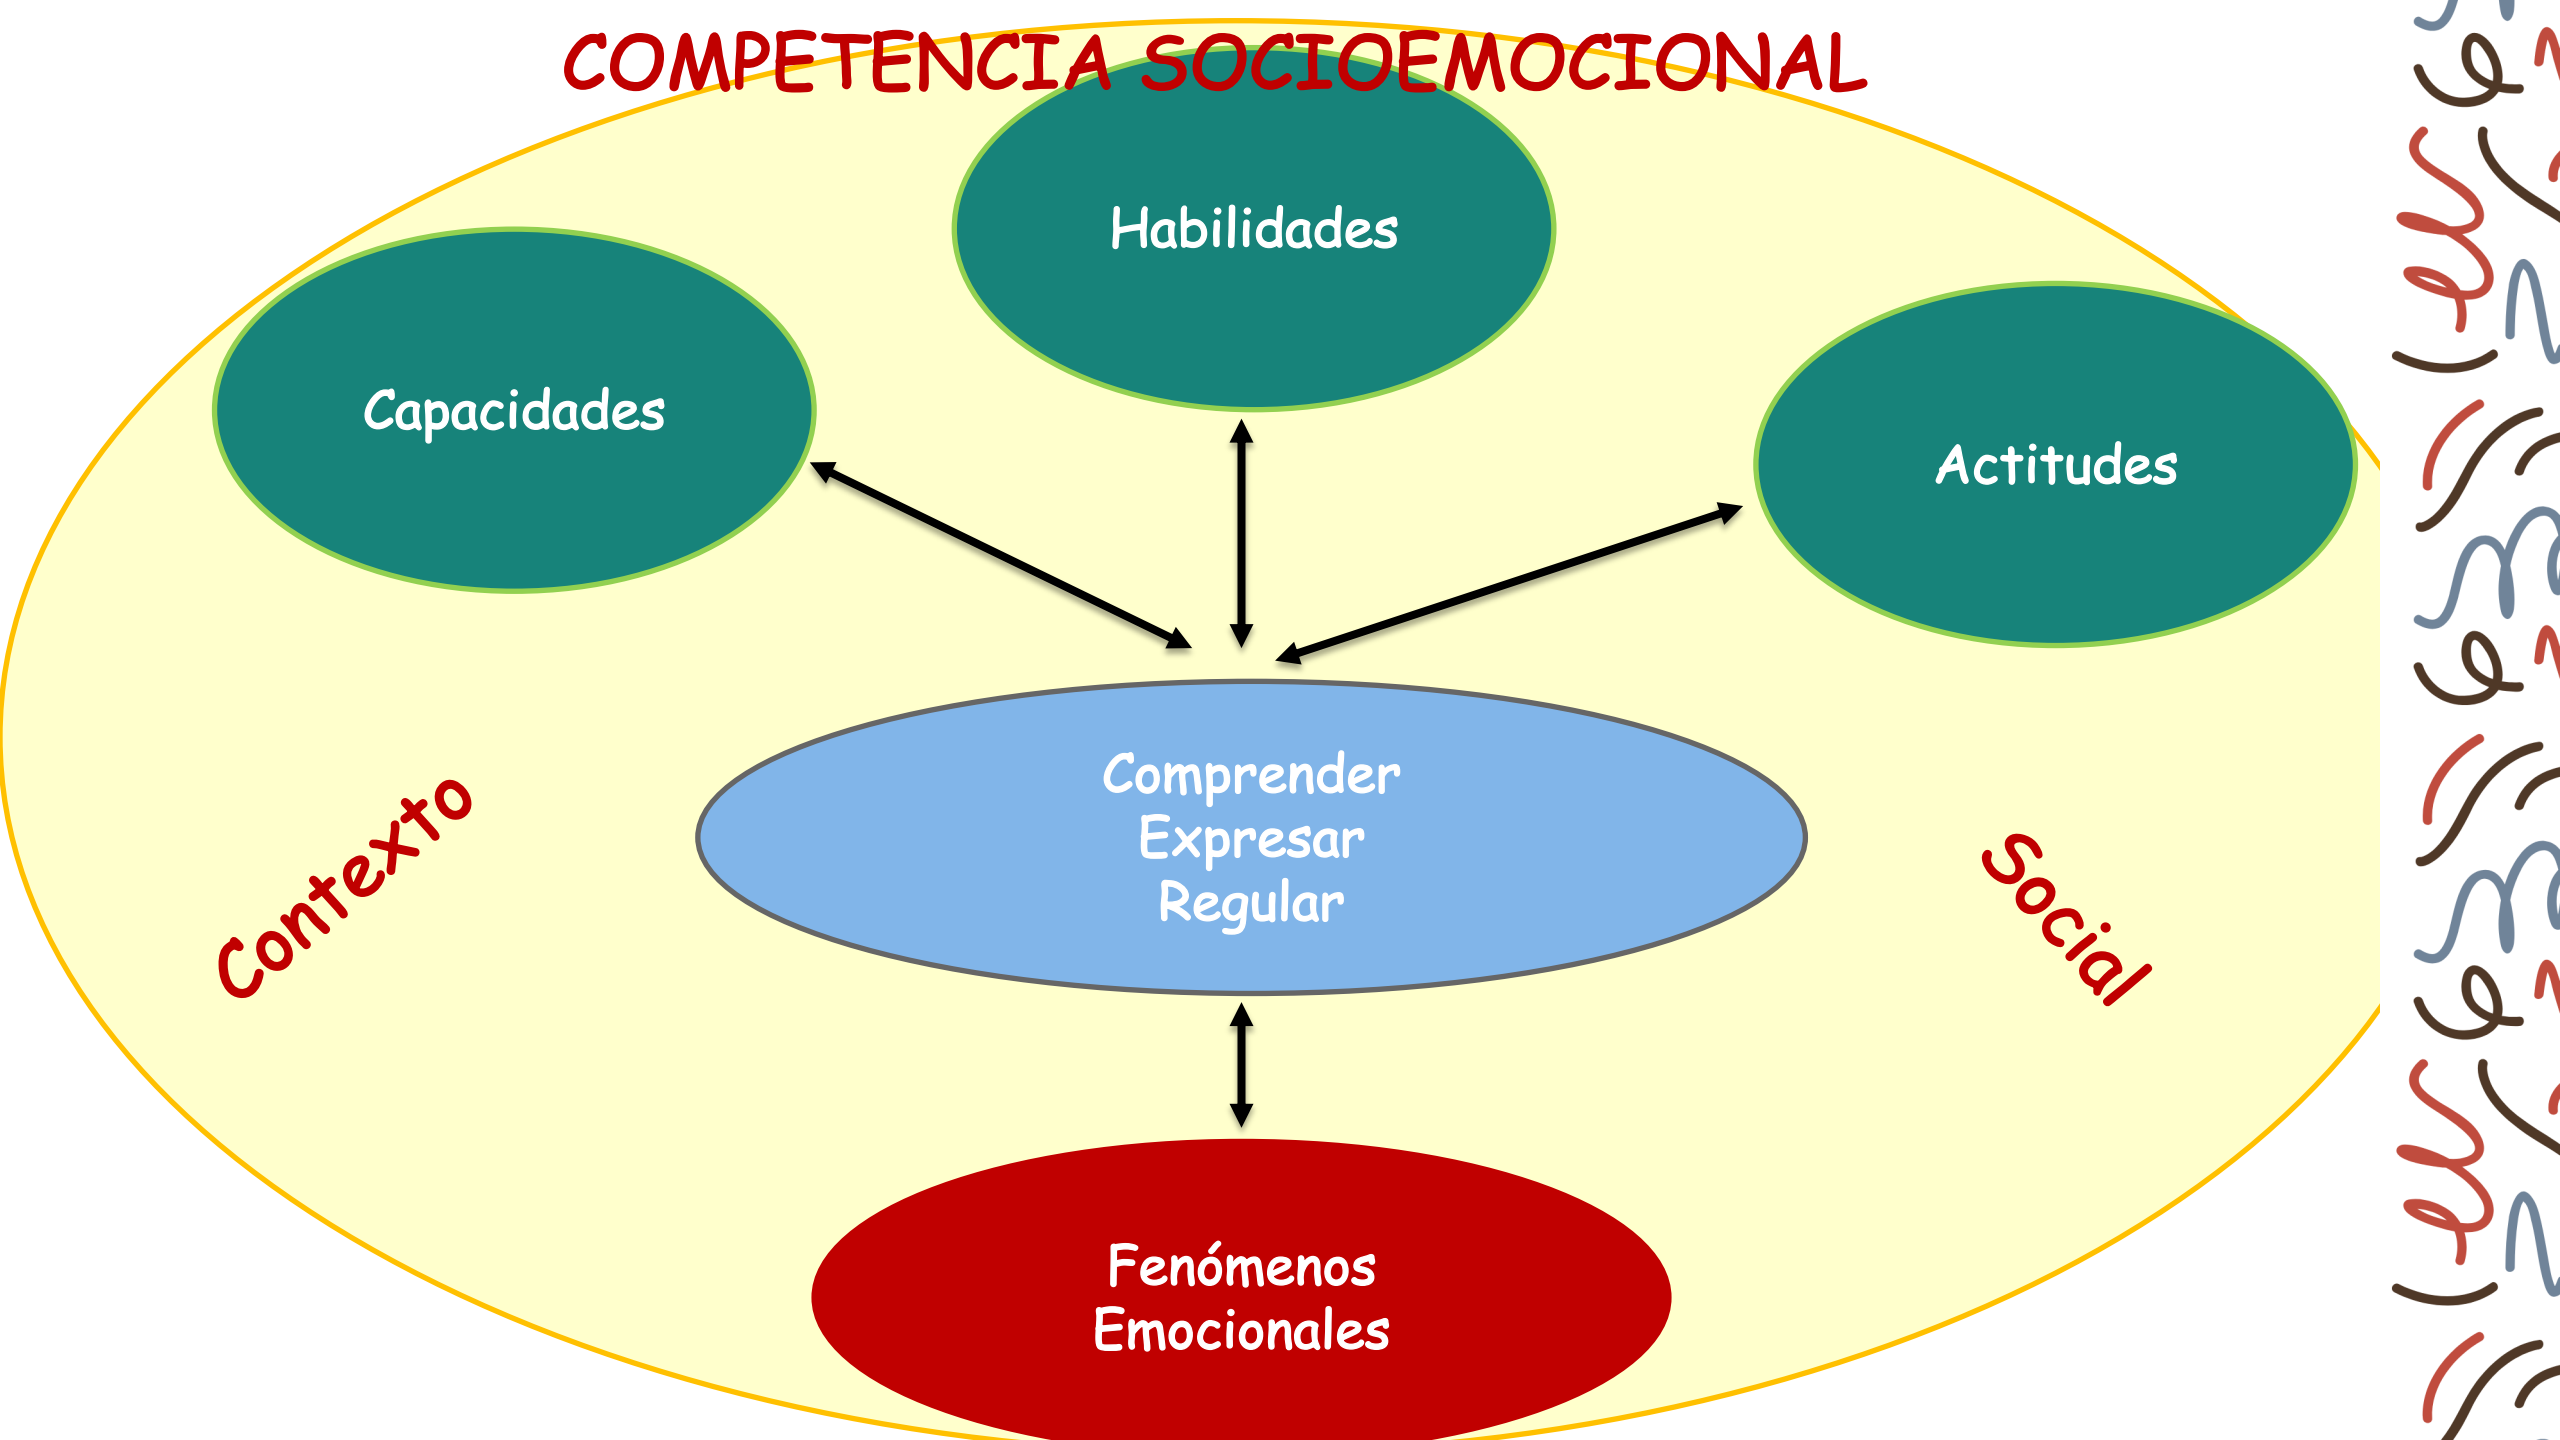 COMPETENCIA SOCIOEMOCIONAL
Habilidades
Capacidades
Actitudes
Comprender
Expresar
Regular
Contexto
Social
Fenómenos
Emocionales